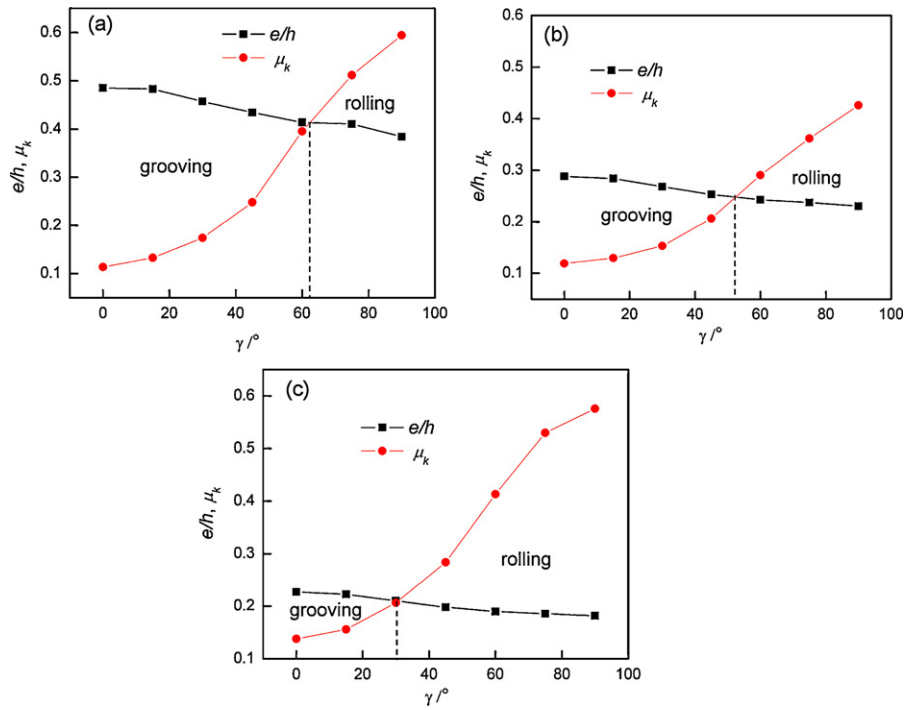 (a)
e/h
μk
rolling
grooving
0.6
0.5
0.4
0.3
0.2
0.1
e/h, μk
0 20 40 60 80 100
γ /°
(b)
e/h
μk
rolling
grooving
0.6
0.5
0.4
0.3
0.2
0.1
e/h, μk
0 20 40 60 80 100
γ /°
(c)
e/h
μk
rolling
grooving
0.6
0.5
0.4
0.3
0.2
0.1
e/h, μk
0 20 40 60 80 100
γ /°